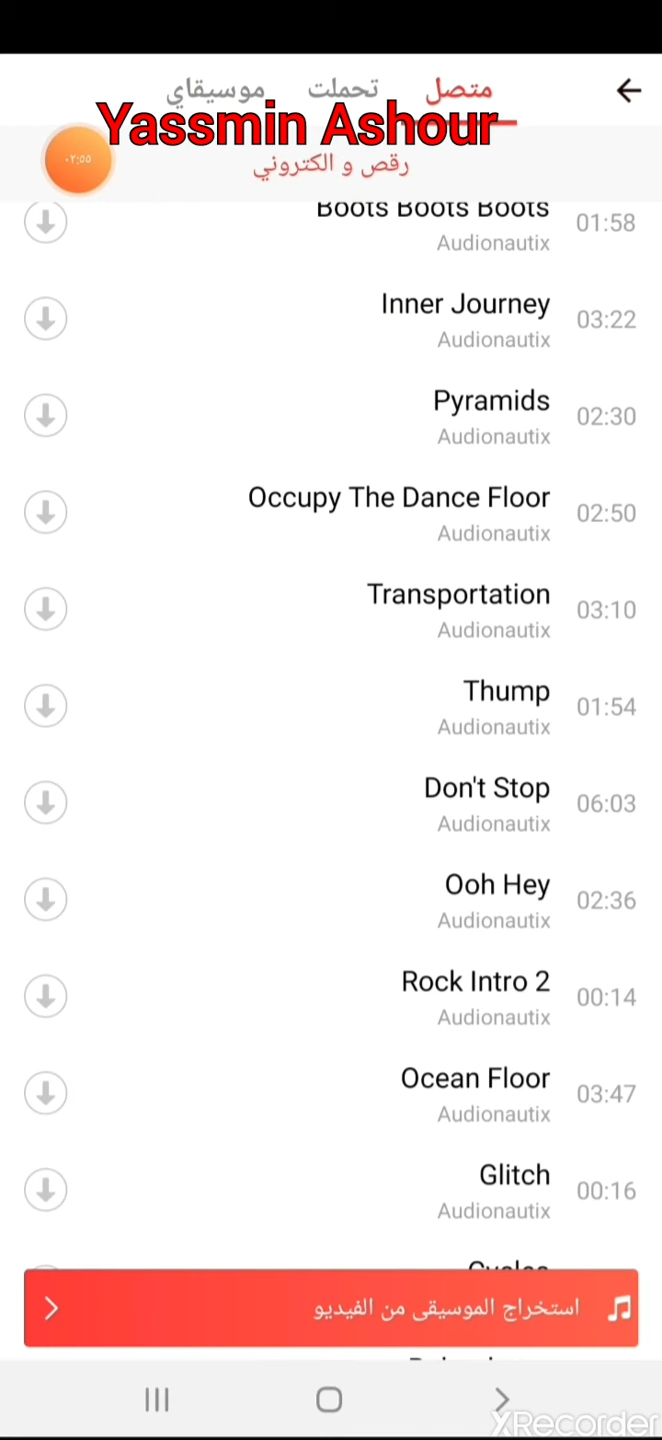 متصل تحملت موسيقاي
Yassmin Ashour
٠٢:٥٥
رقص و الكتروني
Boots Boots Boots 01:58
Audionautix
Inner Journey 03:22
Audionautix
Pyramids 02:30
Audionautix
Occupy The Dance Floor 02:50
Audionautix
Transportation 03:10
Audionautix
Thump 01:54
Audionautix
Don't Stop 06:03
Audionautix
Ooh Hey 02:36
Audionautix
Rock Intro 2 00:14
Audionautix
Ocean Floor 03:47
Audionautix
Glitch 00:16
Audionautix
استخراج الموسيقى من الفيديو
XRecorder